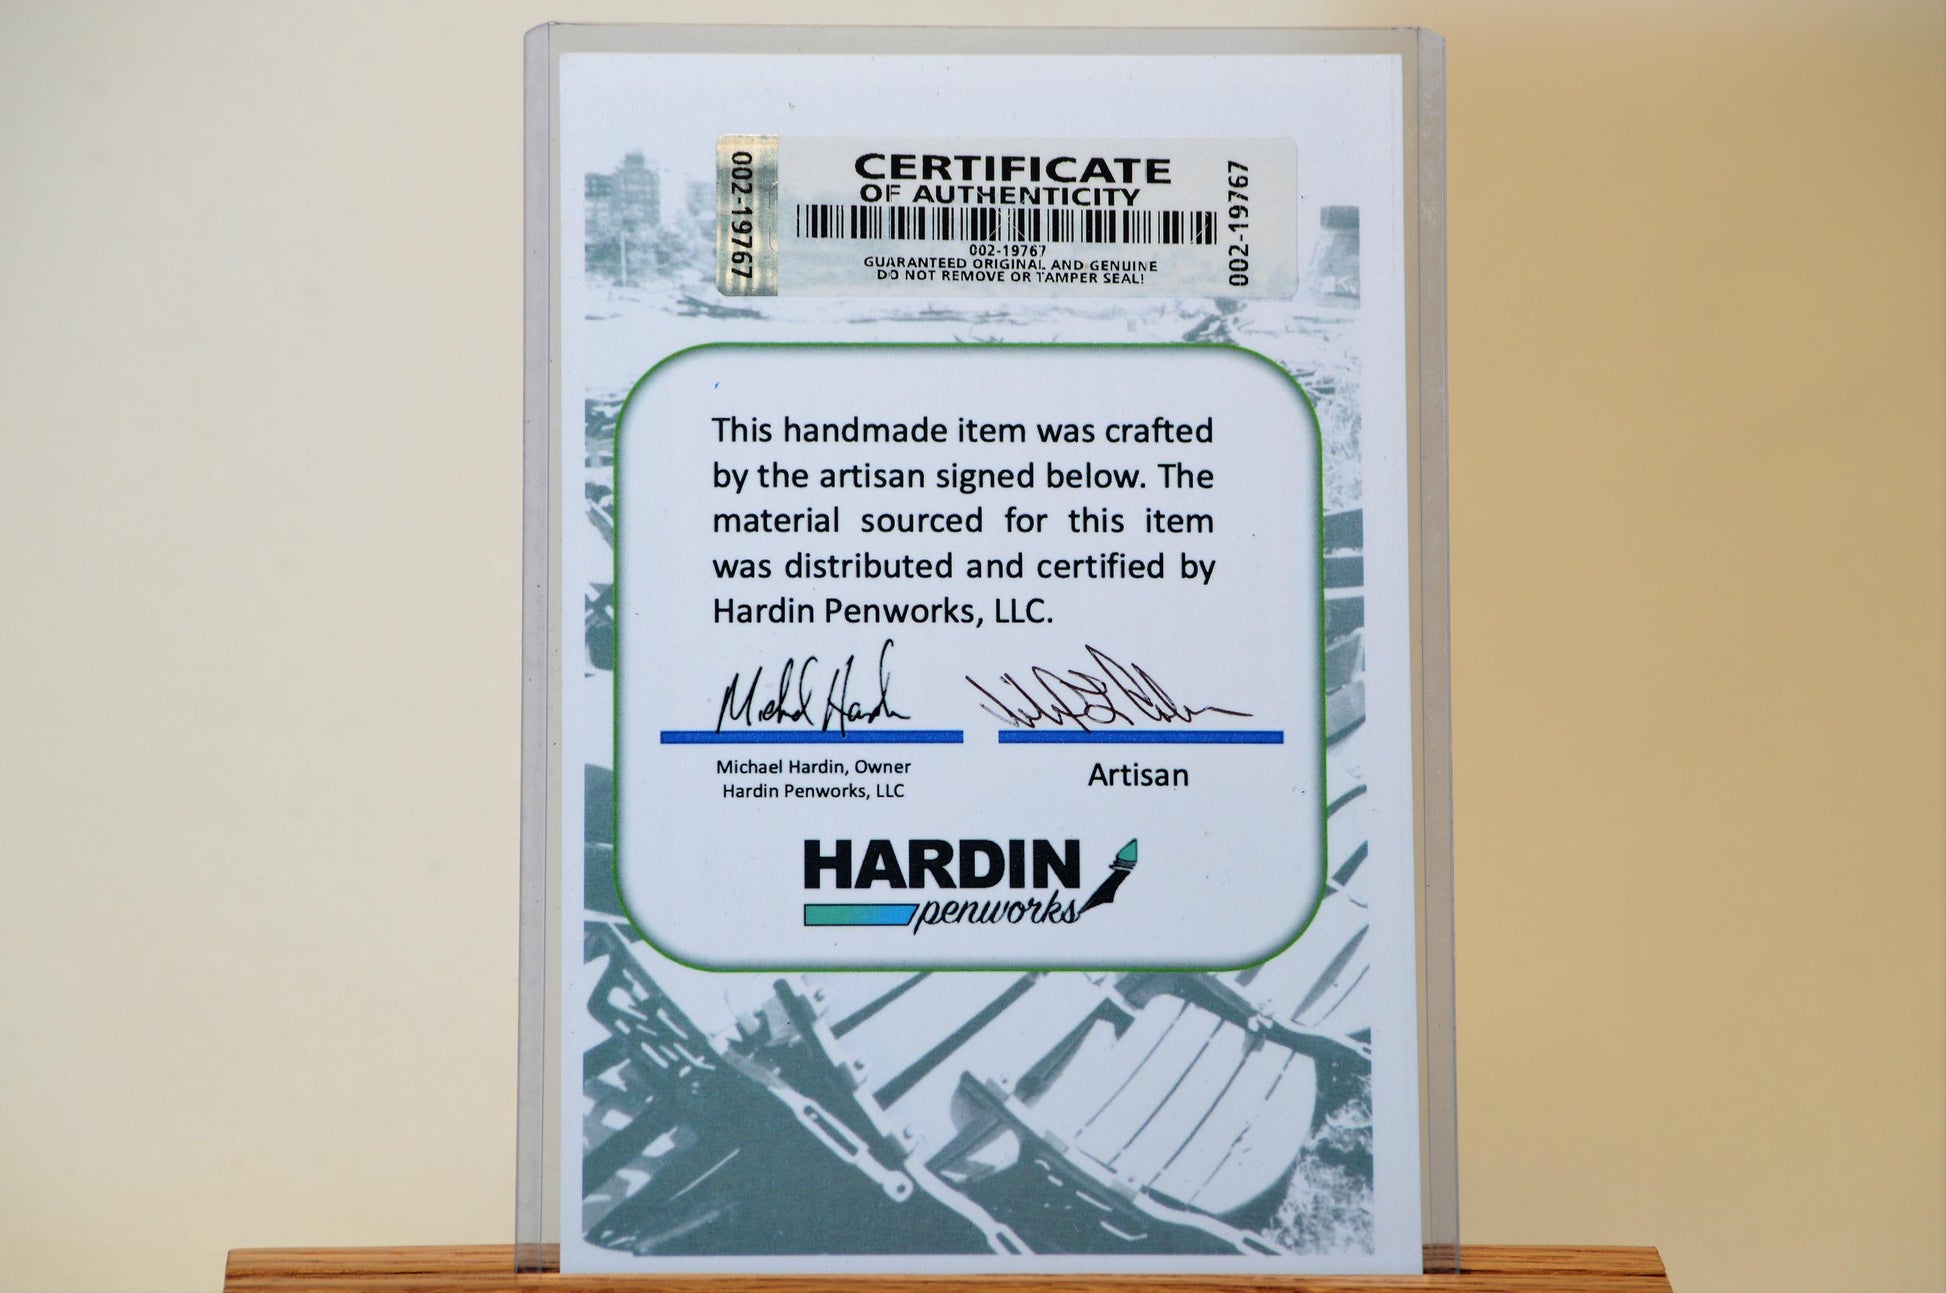 002-19767
CERTIFICATE
OF AUTHENTICITY
002-19767
GUARANTEED ORIGINAL AND GENUINE
DO NOT REMOVE OR TAMPER SEAL!
002-19767
This handmade item was crafted
by the artisan signed below. The
material sourced for this item
was distributed and certified by
Hardin Penworks, LLC.
Michael Hardin
Michael Hardin, Owner
Hardin Penworks, LLC
Artisan
HARDIN
penworks